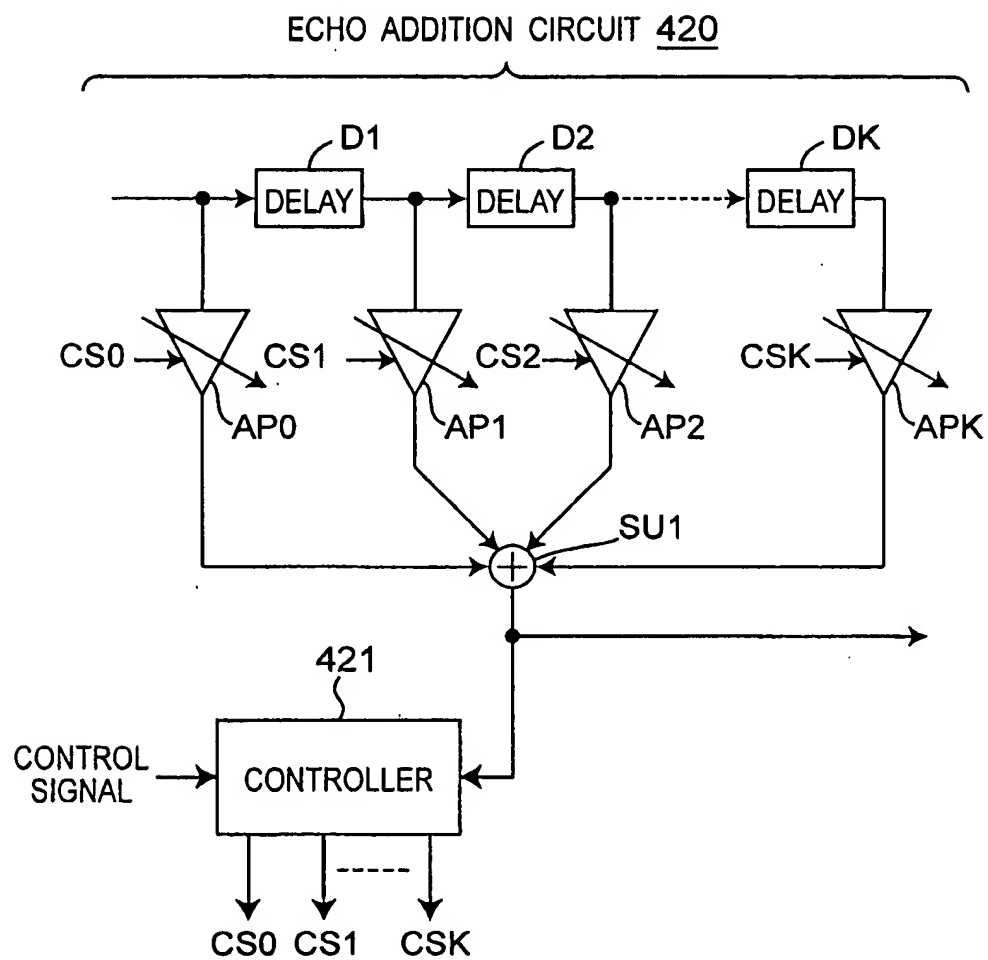 ECHO ADDITION CIRCUIT 420
D1 D2 DK
DELAY DELAY DELAY
CS0 CS1 CS2 CSK
AP0 AP1 AP2 APK
SU1
421
CONTROL
SIGNAL
CONTROLLER
CS0 CS1 CSK